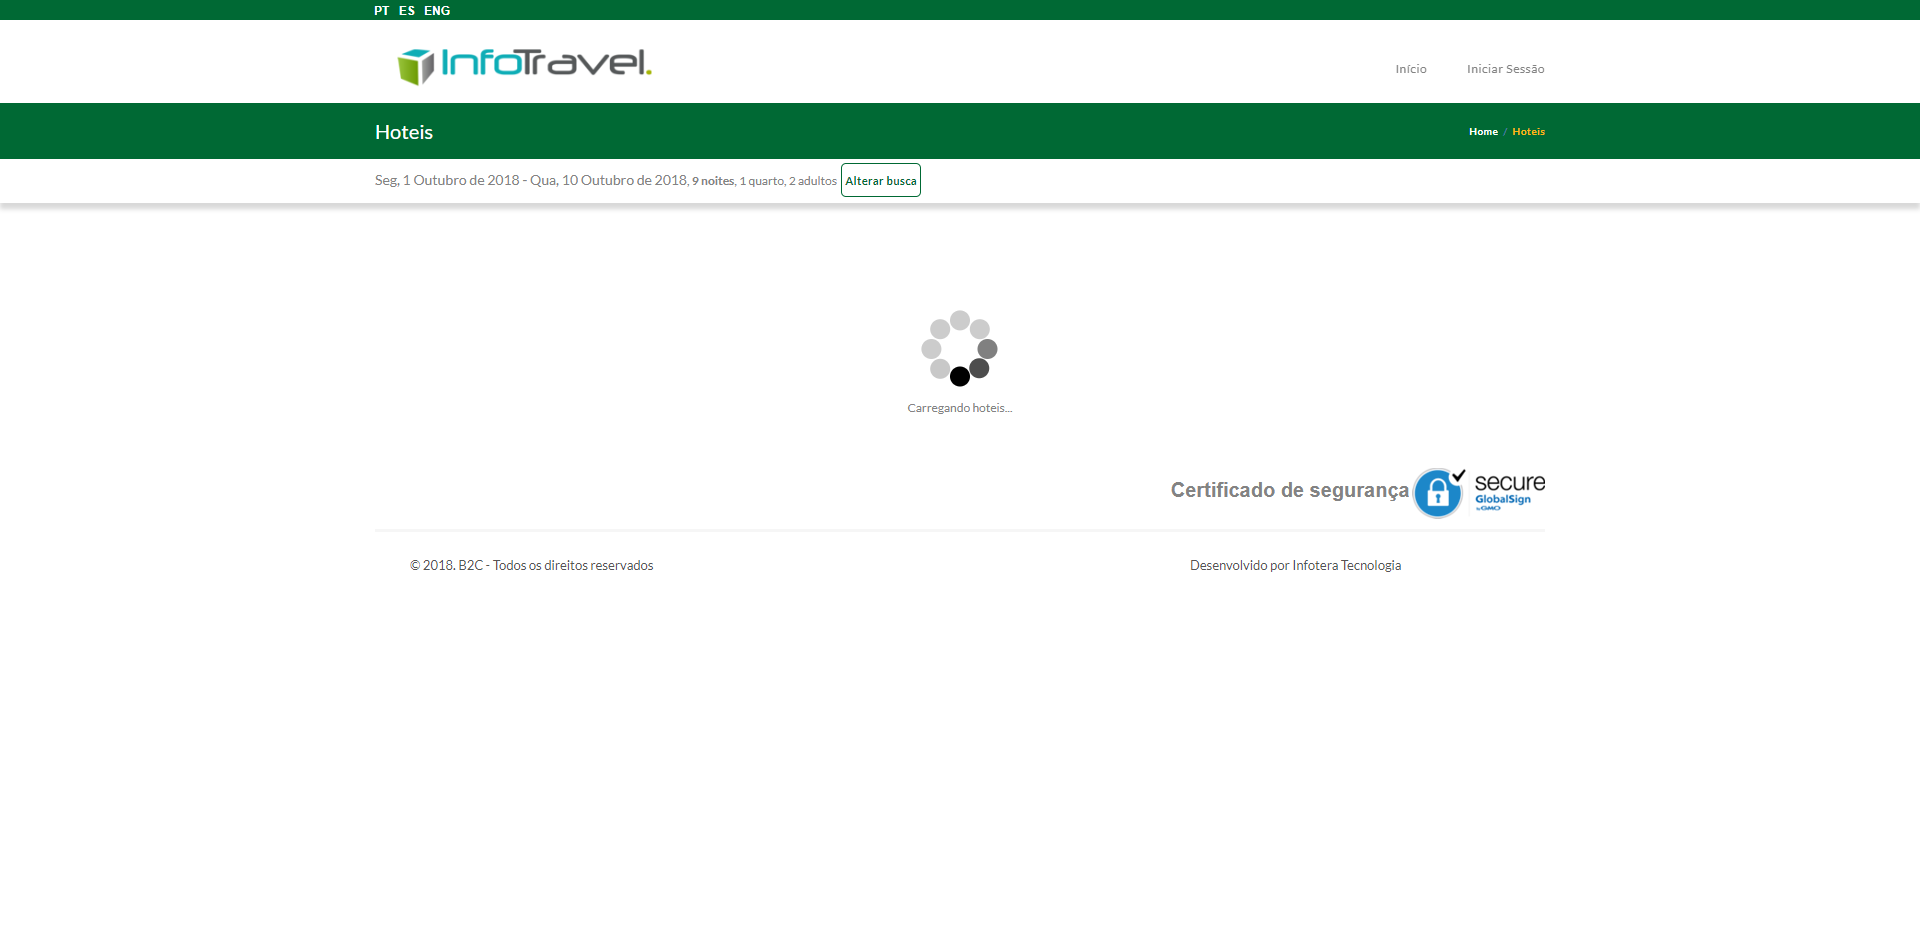 PT ES ENG
InfoTravel.
Início Iniciar Sessão
Hoteis
Home / Hoteis
Seg, 1 Outubro de 2018 - Qua, 10 Outubro de 2018, 9 noites, 1 quarto, 2 adultos Alterar busca
Carregando hoteis...
Certificado de segurança
secure
GlobalSign
by GMO
© 2018. B2C - Todos os direitos reservados
Desenvolvido por Infotera Tecnologia